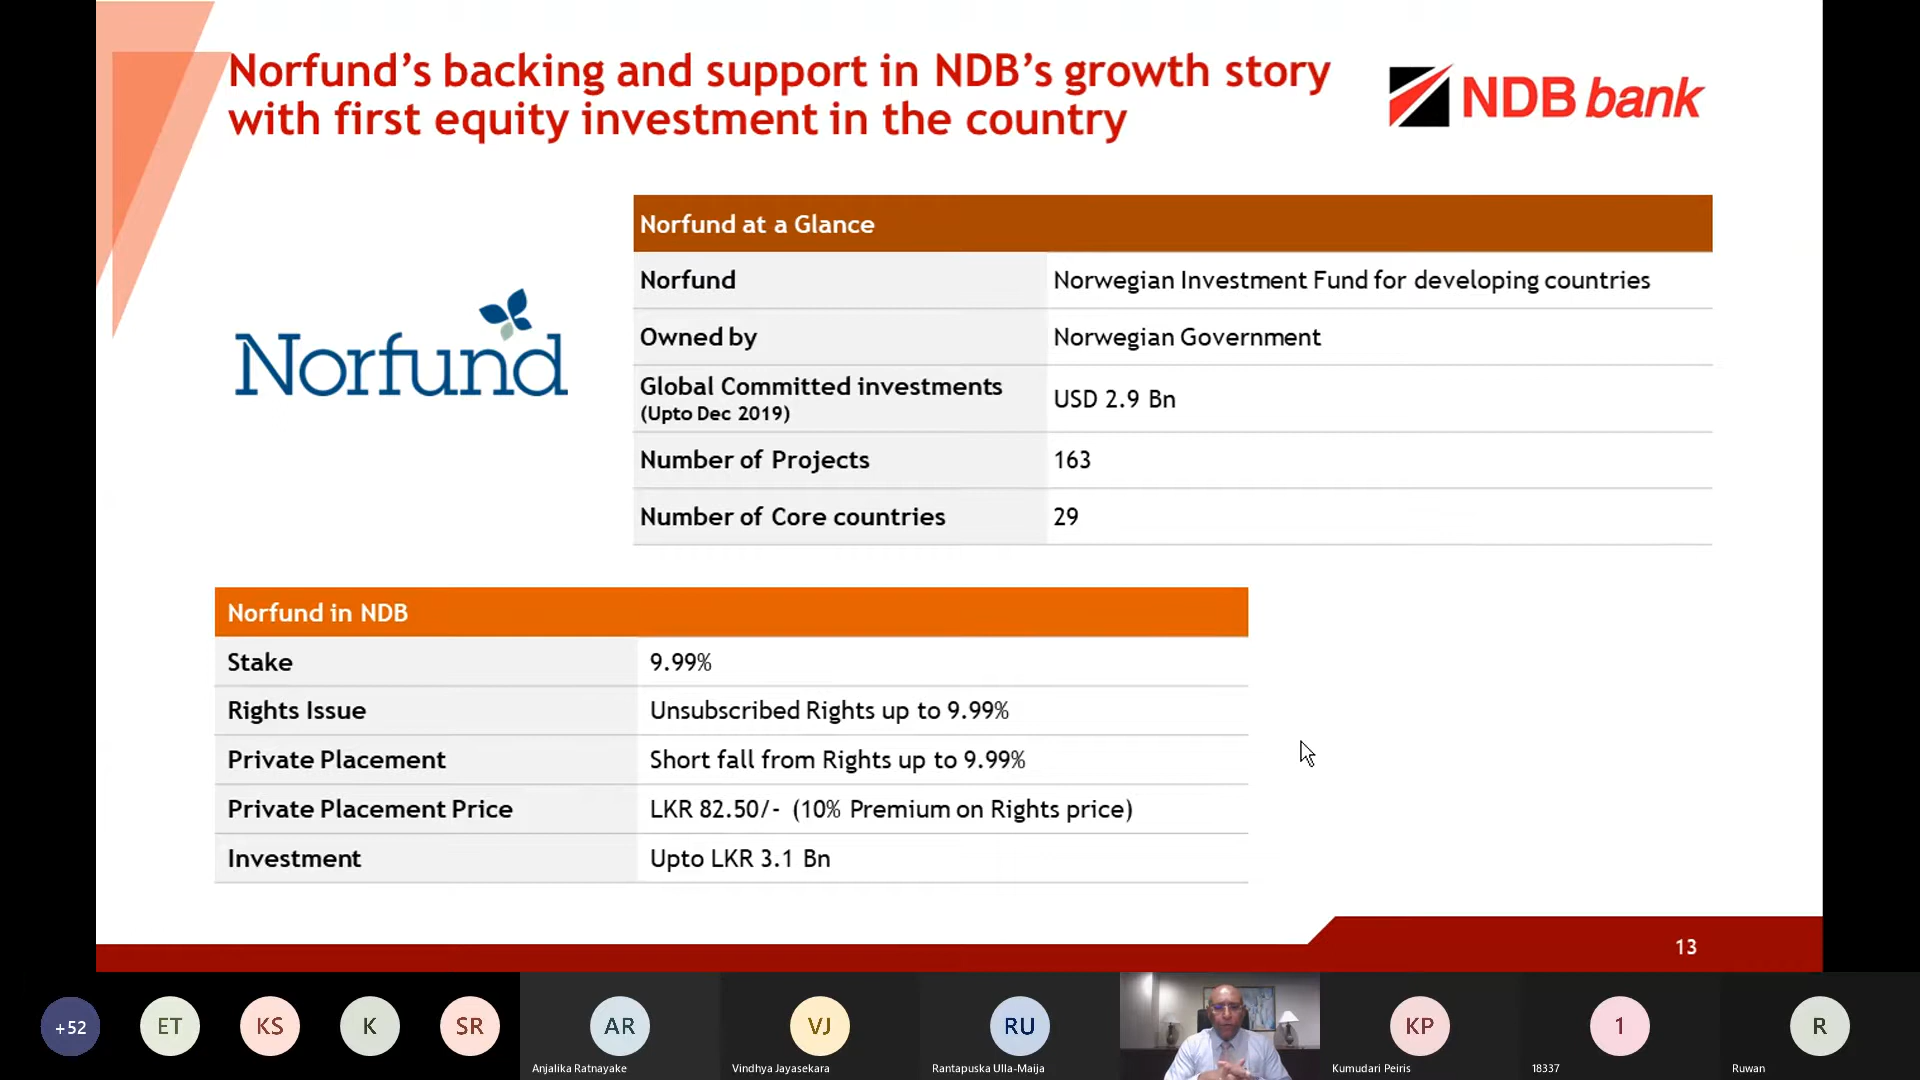 Norfund’s backing and support in NDB’s growth story
with first equity investment in the country
NDB bank
Norfund
Norfund at a Glance
Norfund Norwegian Investment Fund for developing countries
Owned by Norwegian Government
Global Committed investments
(Upto Dec 2019) USD 2.9 Bn
Number of Projects 163
Number of Core countries 29
Norfund in NDB
Stake 9.99%
Rights Issue Unsubscribed Rights up to 9.99%
Private Placement Short fall from Rights up to 9.99%
Private Placement Price LKR 82.50/- (10% Premium on Rights price)
Investment Upto LKR 3.1 Bn
13
+52 ET KS K SR AR VJ RU KP 1 R
Anjalika Ratnayake Vindhya Jayasekara Rantapuska Ulla-Maija Kumudari Peiris 18337 Ruwan